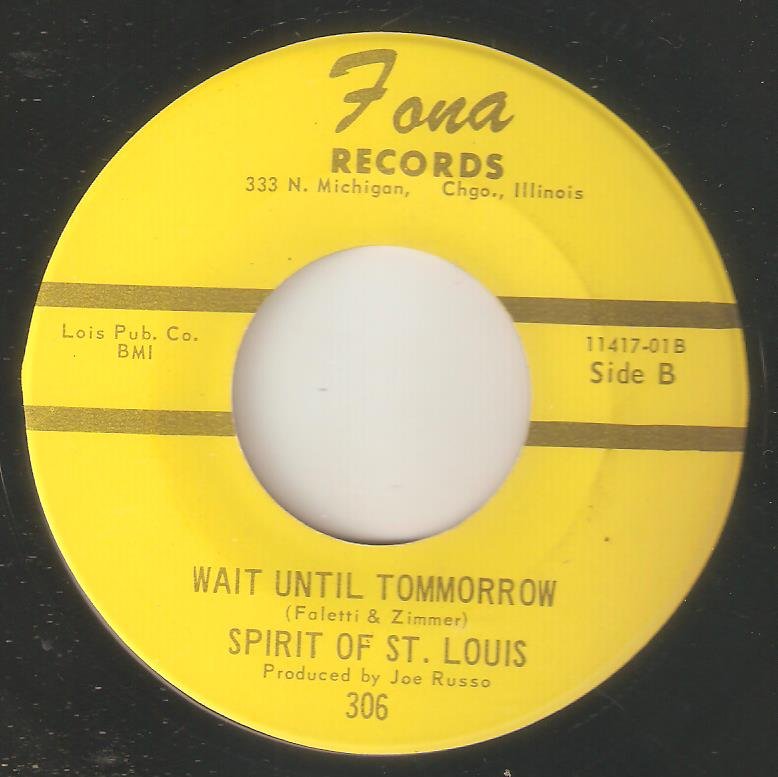 Fona
RECORDS
333 N. Michigan, Chgo., Illinois
Lois Pub. Co.
BMI
11417-01B
Side B
WAIT UNTIL TOMMORROW
(Faletti & Zimmer)
SPIRIT OF ST. LOUIS
Produced by Joe Russo
306